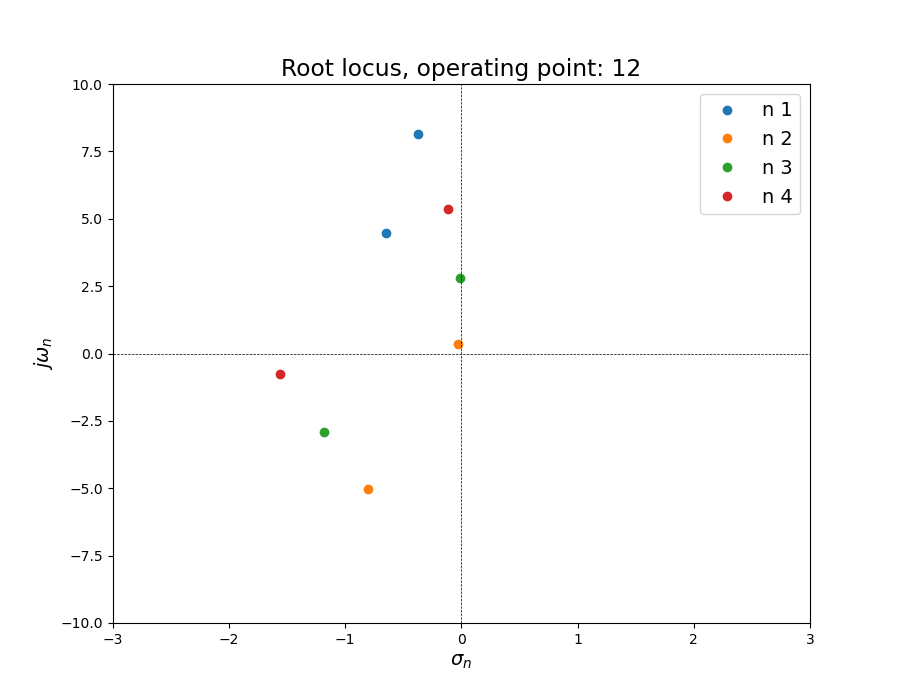 Root locus, operating point: 12
10.0
7.5
5.0
2.5
0.0
−2.5
−5.0
−7.5
−10.0
jωn
n 1
n 2
n 3
n 4
−3
−2
−1
0
1
2
3
σn